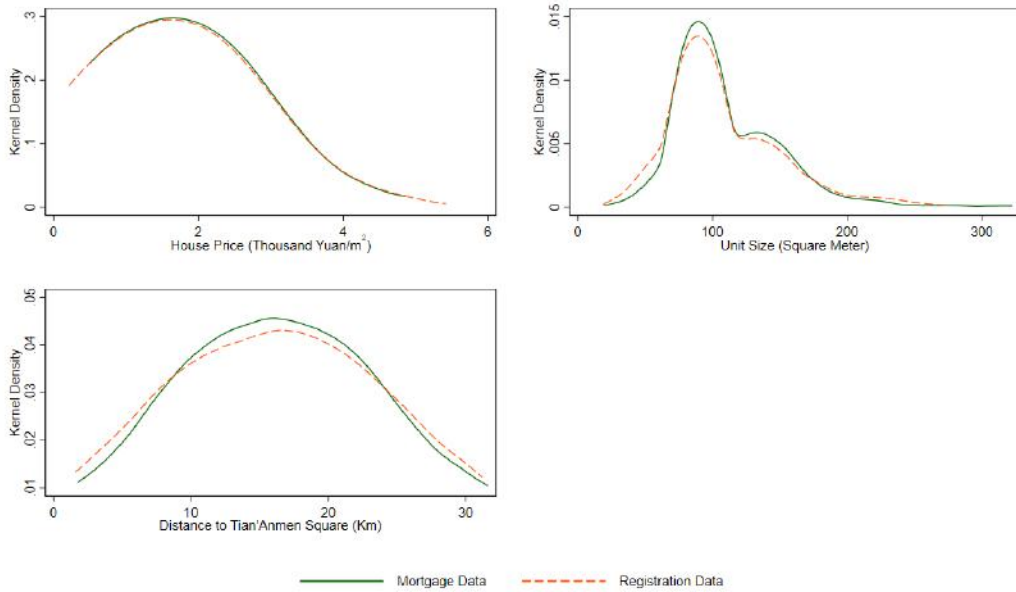 Kernel Density
0 .1 .2 .3
0 2 4 6
House Price (Thousand Yuan/m²)
Kernel Density
0 .005 .01 .015
0 100 200 300
Unit Size (Square Meter)
Kernel Density
.01 .02 .03 .04 .05
0 10 20 30
Distance to Tian'Anmen Square (Km)
Mortgage Data Registration Data